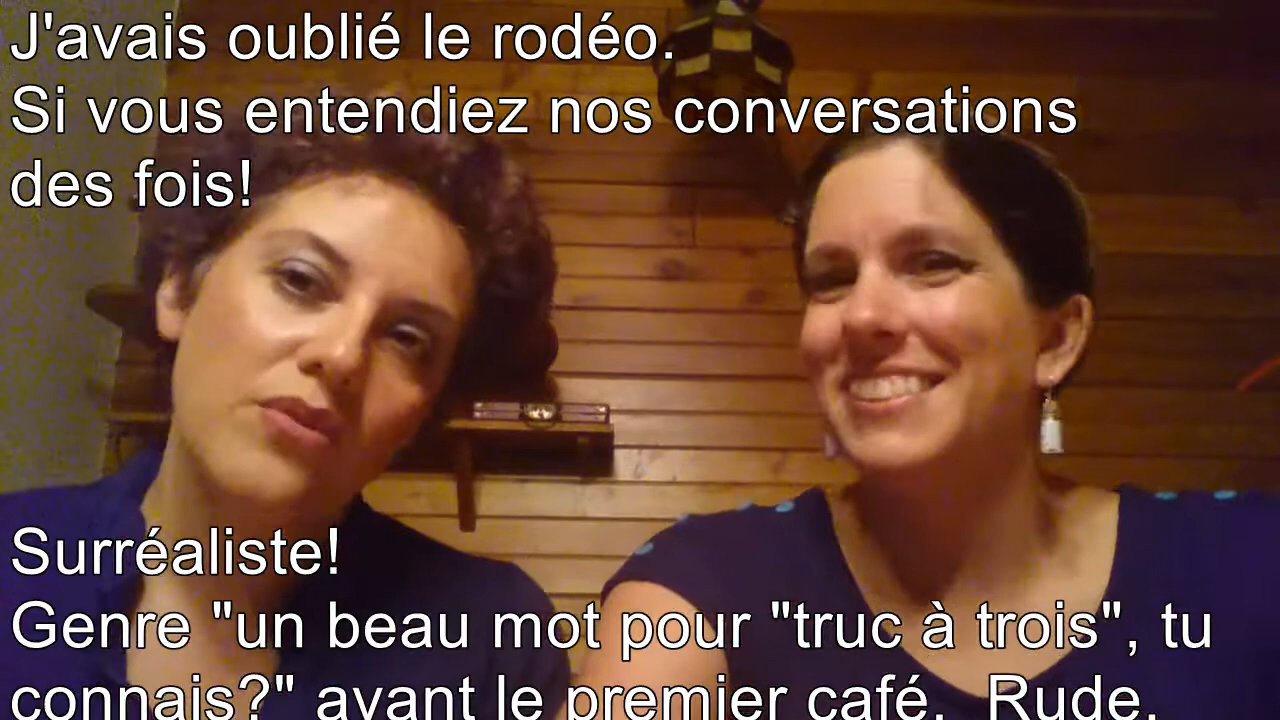 J'avais oublié le rodéo.
Si vous entendiez nos conversations
des fois!
Surréaliste!
Genre "un beau mot pour "truc à trois", tu
connais?" avant le premier café.  Rude.